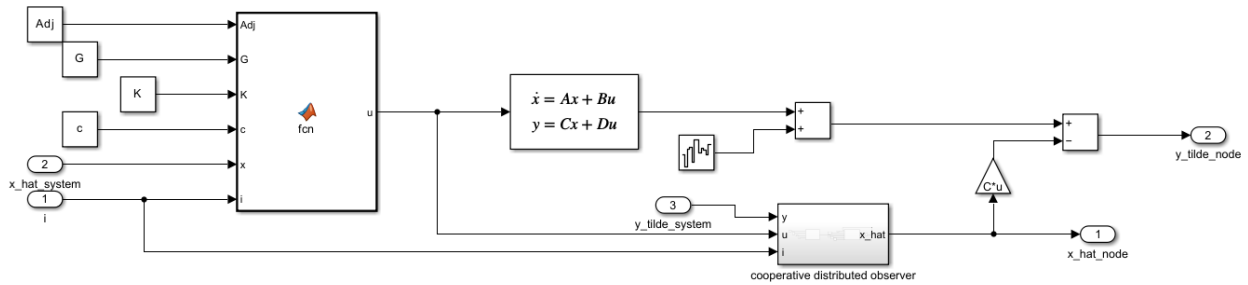 Adj
G
K
c
2
x_hat_system
1
i
Adj
G
K
c
x
i
fcn
u
ẋ = Ax + Bu
y = Cx + Du
+
+
+
−
2
y_tilde_node
C*u
3
y_tilde_system
y
u
i
x_hat
cooperative distributed observer
1
x_hat_node